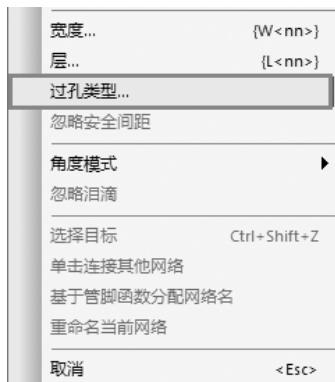 宽度... {W<nn>}
层... {L<nn>}
过孔类型...
忽略安全间距
角度模式
忽略泪滴
选择目标 Ctrl+Shift+Z
单击连接其他网络
基于管脚函数分配网络名
重命名当前网络
取消 <Esc>